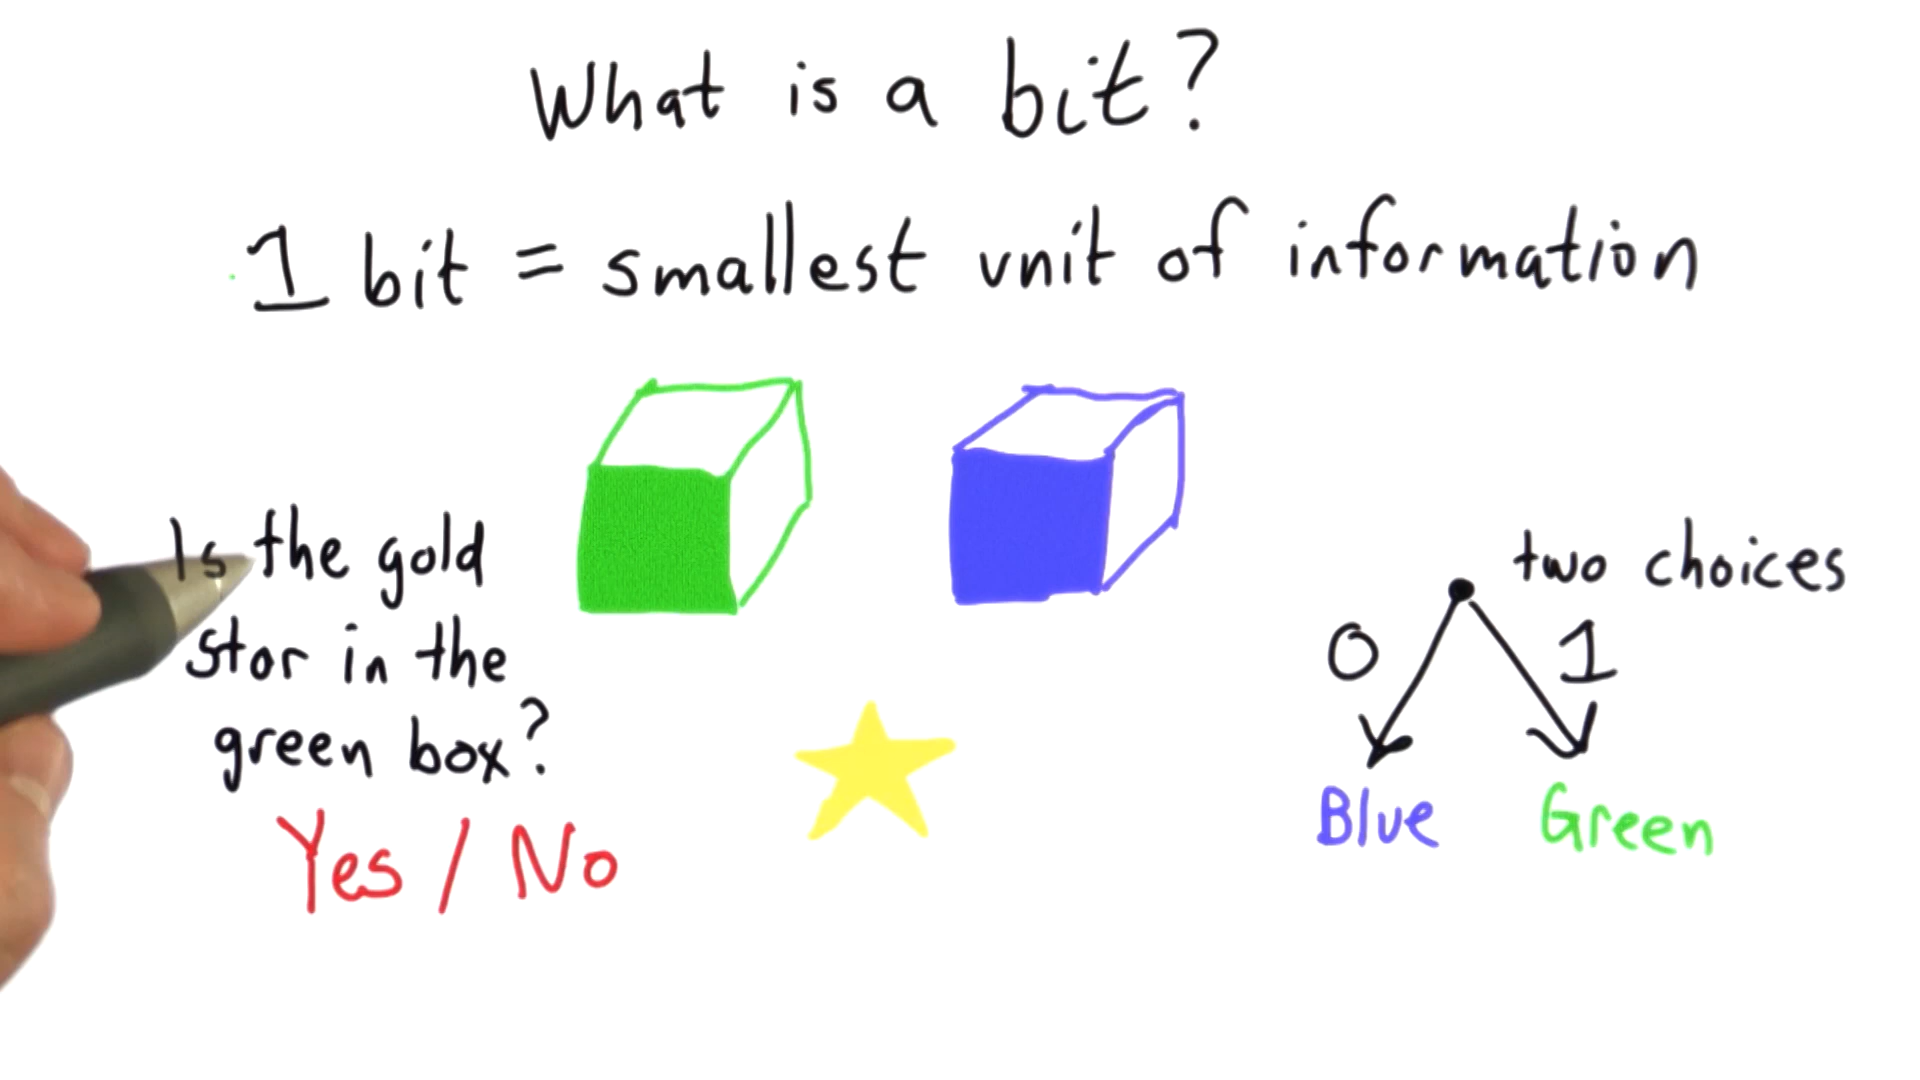 What is a bit?
1 bit = smallest unit of information
Is the gold
star in the
green box?
Yes / No
two choices
0 1
Blue Green